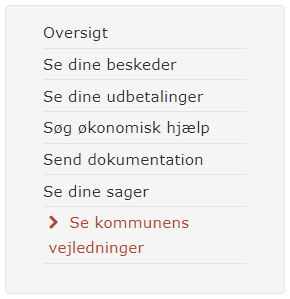 Oversigt
Se dine beskeder
Se dine udbetalinger
Søg økonomisk hjælp
Send dokumentation
Se dine sager
Se kommunens
vejledninger